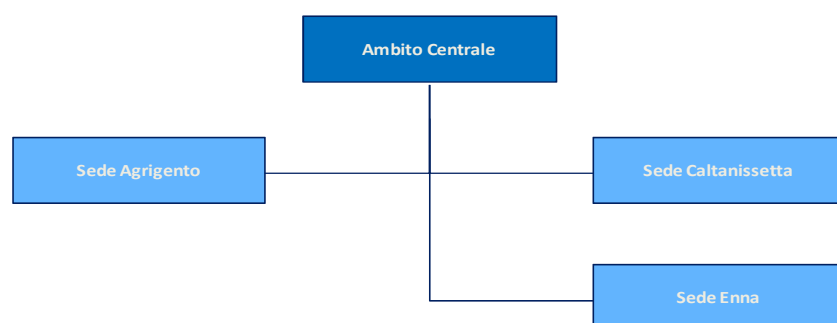 Ambito Centrale
Sede Agrigento
Sede Caltanissetta
Sede Enna